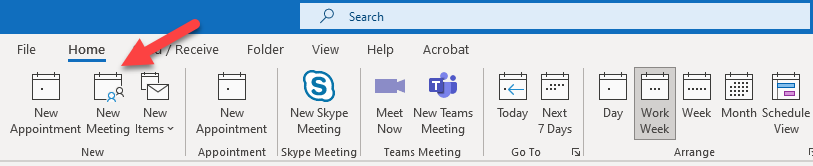 Search
File Home / Receive Folder View Help Acrobat
New Appointment
New Meeting
New Items
New Appointment
New Skype Meeting
Meet Now
New Teams Meeting
Today
Next 7 Days
Day
Work Week
Week
Month
Schedule View
New Appointment Skype Meeting Teams Meeting Go To Arrange